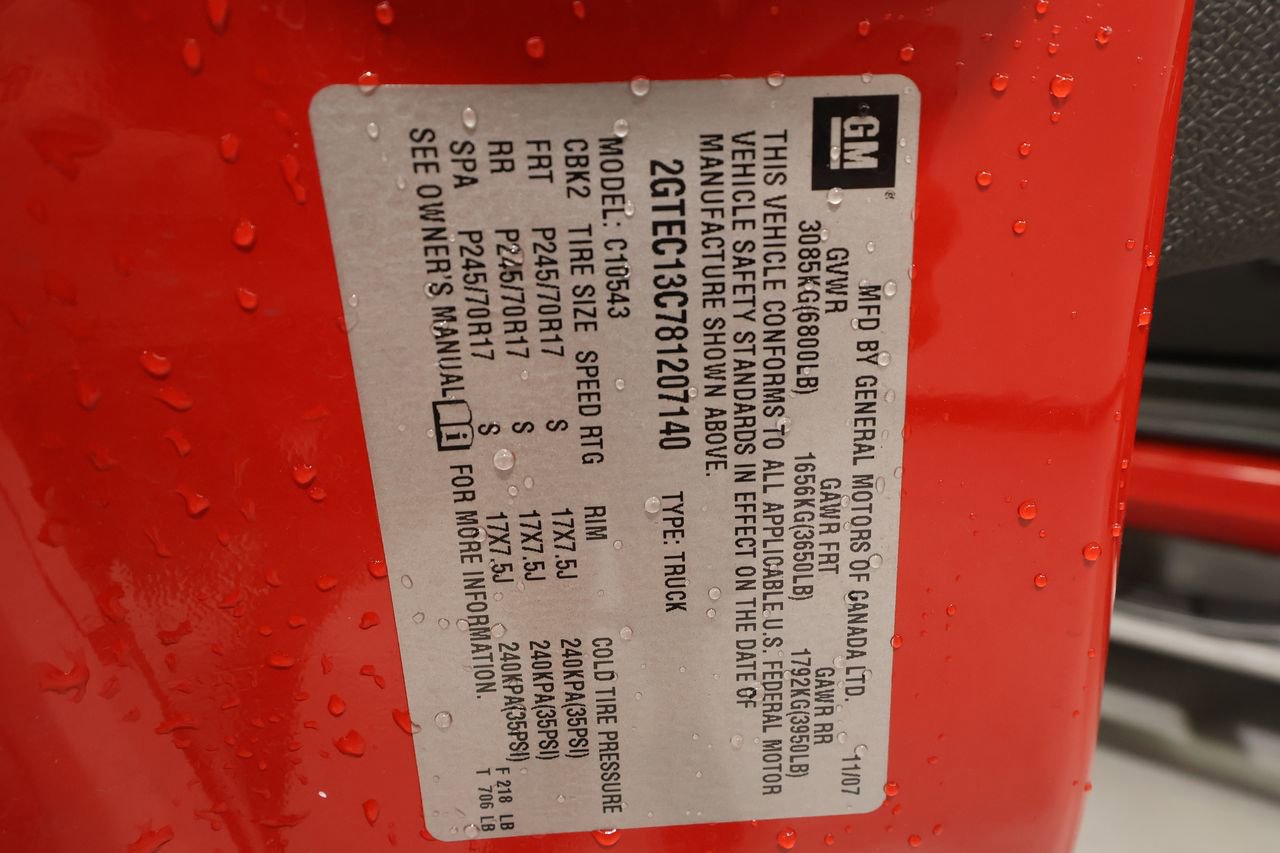 GM ®
MFD BY GENERAL MOTORS OF CANADA LTD. 11/07
GVWR GAWR FRT GAWR RR
3085KG(6800LB) 1656KG(3650LB) 1792KG(3950LB)
THIS VEHICLE CONFORMS TO ALL APPLICABLE U.S. FEDERAL MOTOR
VEHICLE SAFETY STANDARDS IN EFFECT ON THE DATE OF
MANUFACTURE SHOWN ABOVE.
2GTEC13C781207140 TYPE: TRUCK
MODEL: C10543
CBK2 TIRE SIZE SPEED RTG RIM COLD TIRE PRESSURE
FRT P245/70R17 S 17X7.5J 240KPA(35PSI)
RR P245/70R17 S 17X7.5J 240KPA(35PSI)
SPA P245/70R17 S 17X7.5J 240KPA(35PSI) F 218 LB
SEE OWNER'S MANUAL i FOR MORE INFORMATION. T 706 LB